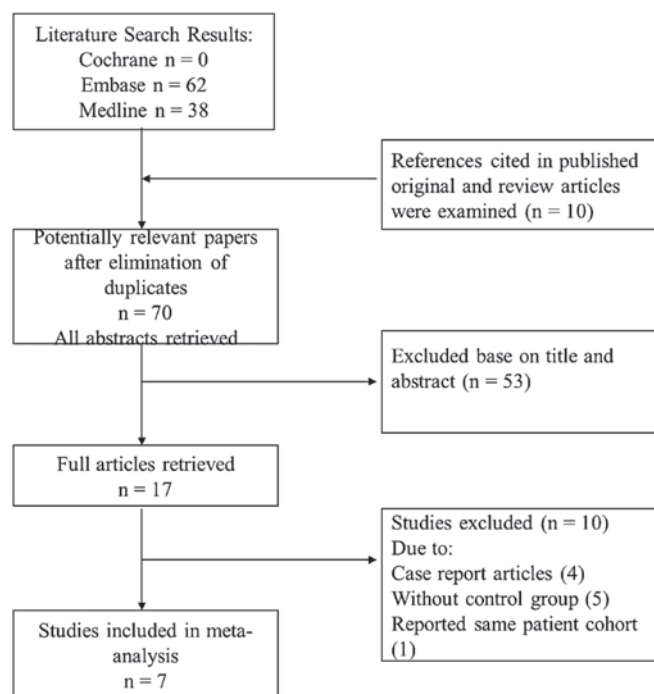 Literature Search Results:
Cochrane n = 0
Embase n = 62
Medline n = 38
References cited in published
original and review articles
were examined (n = 10)
Potentially relevant papers
after elimination of
duplicates
n = 70
All abstracts retrieved
Excluded base on title and
abstract (n = 53)
Full articles retrieved
n = 17
Studies excluded (n = 10)
Due to:
Case report articles (4)
Without control group (5)
Reported same patient cohort
(1)
Studies included in meta-
analysis
n = 7